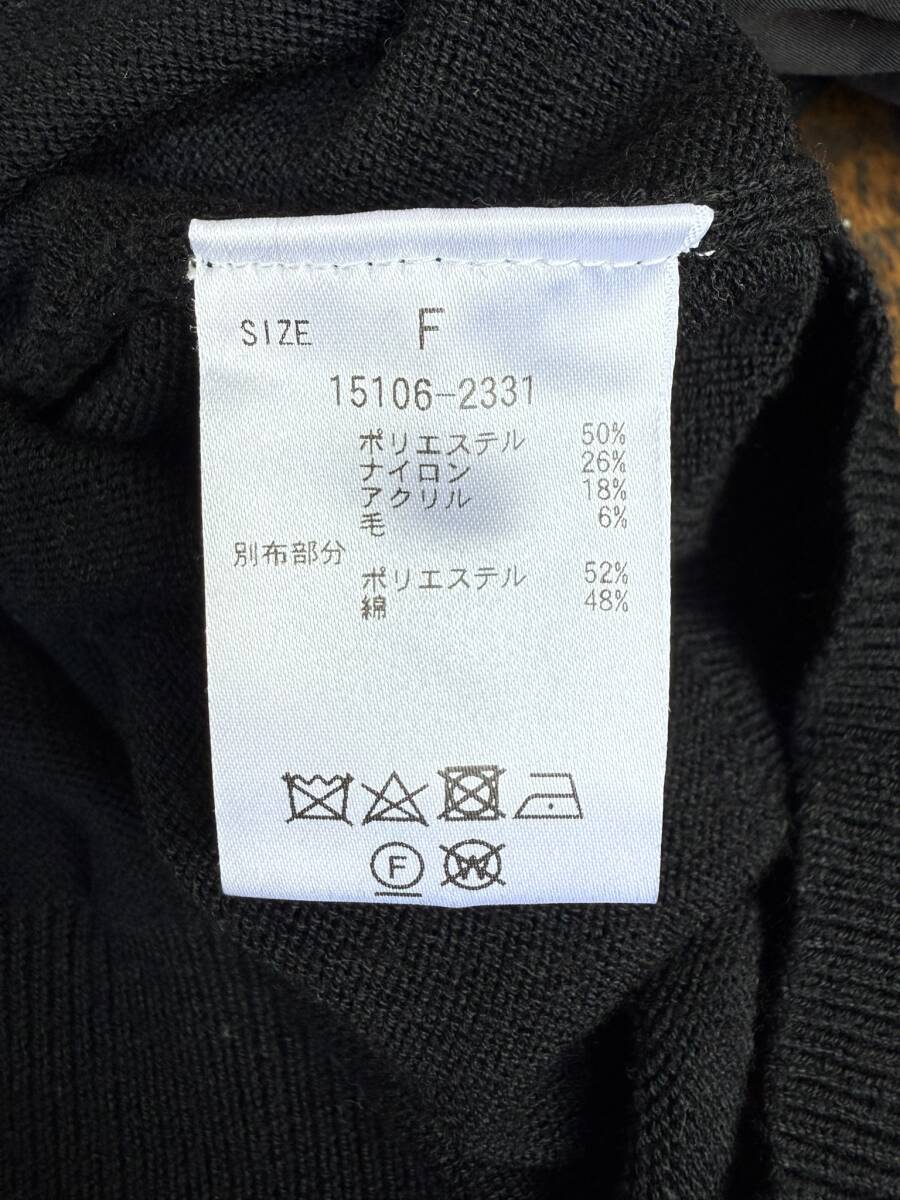 SIZE F
15106-2331
ポリエステル 50%
ナイロン 26%
アクリル 18%
毛 6%
別布部分
ポリエステル 52%
綿 48%
F W